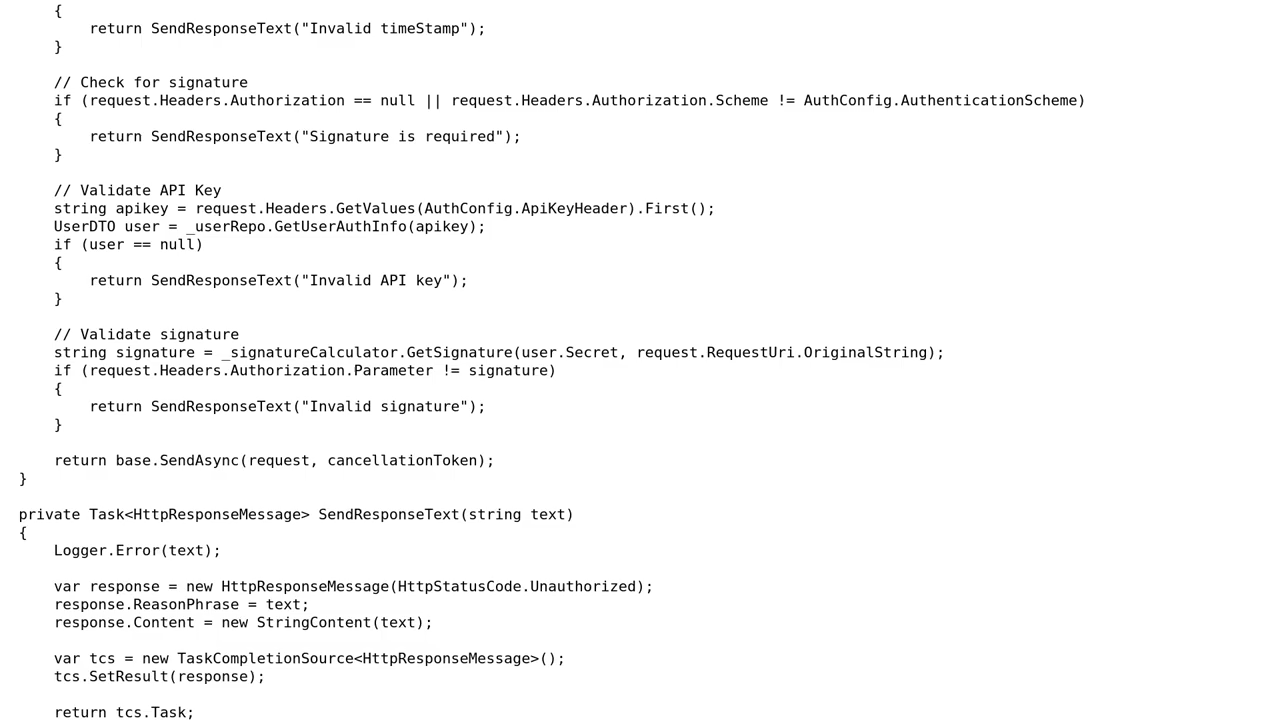 {
return SendResponseText("Invalid timeStamp");
}
// Check for signature
if (request.Headers.Authorization == null || request.Headers.Authorization.Scheme != AuthConfig.AuthenticationScheme)
{
return SendResponseText("Signature is required");
}
// Validate API Key
string apikey = request.Headers.GetValues(AuthConfig.ApiKeyHeader).First();
UserDTO user = _userRepo.GetUserAuthInfo(apikey);
if (user == null)
{
return SendResponseText("Invalid API key");
}
// Validate signature
string signature = _signatureCalculator.GetSignature(user.Secret, request.RequestUri.OriginalString);
if (request.Headers.Authorization.Parameter != signature)
{
return SendResponseText("Invalid signature");
}
return base.SendAsync(request, cancellationToken);
}
private Task<HttpResponseMessage> SendResponseText(string text)
{
Logger.Error(text);
var response = new HttpResponseMessage(HttpStatusCode.Unauthorized);
response.ReasonPhrase = text;
response.Content = new StringContent(text);
var tcs = new TaskCompletionSource<HttpResponseMessage>();
tcs.SetResult(response);
return tcs.Task;